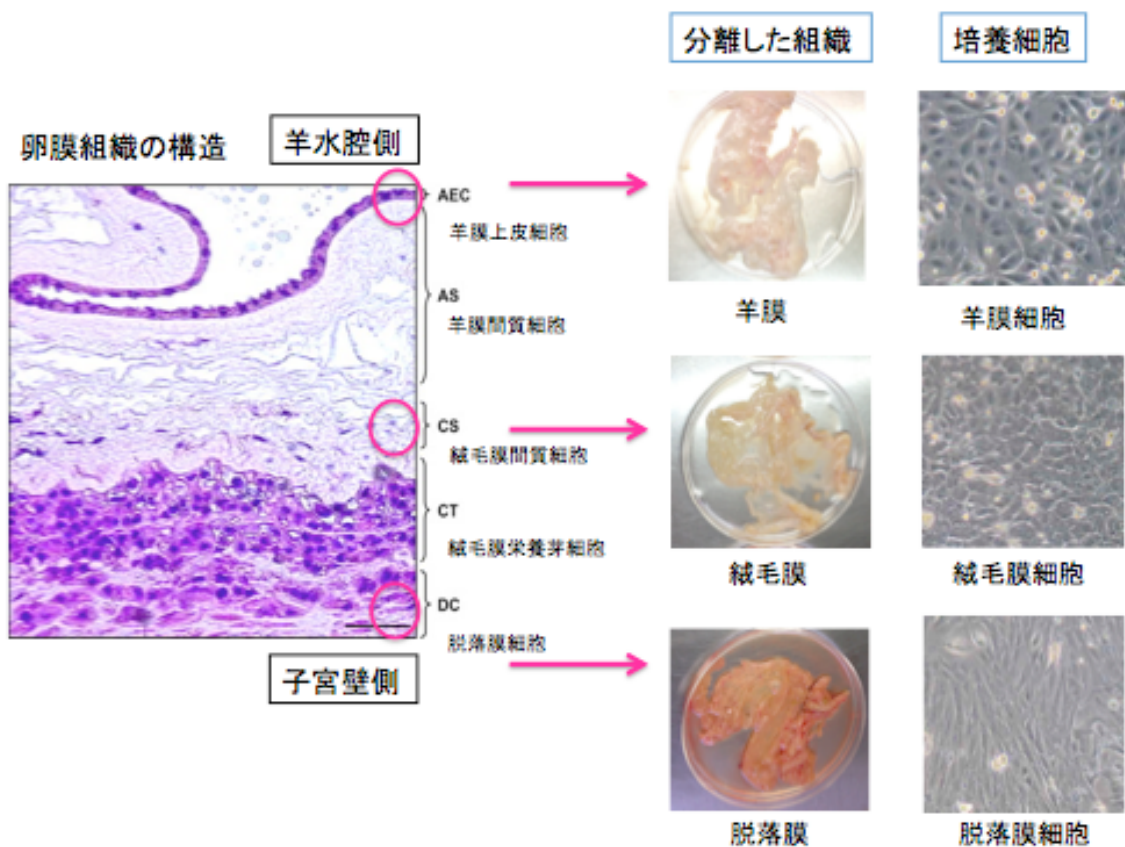 分離した組織
培養細胞
卵膜組織の構造
羊水腔側
AEC
羊膜上皮細胞
AS
羊膜間質細胞
CS
絨毛膜間質細胞
CT
絨毛膜栄養芽細胞
DC
脱落膜細胞
子宮壁側
羊膜
羊膜細胞
絨毛膜
絨毛膜細胞
脱落膜
脱落膜細胞